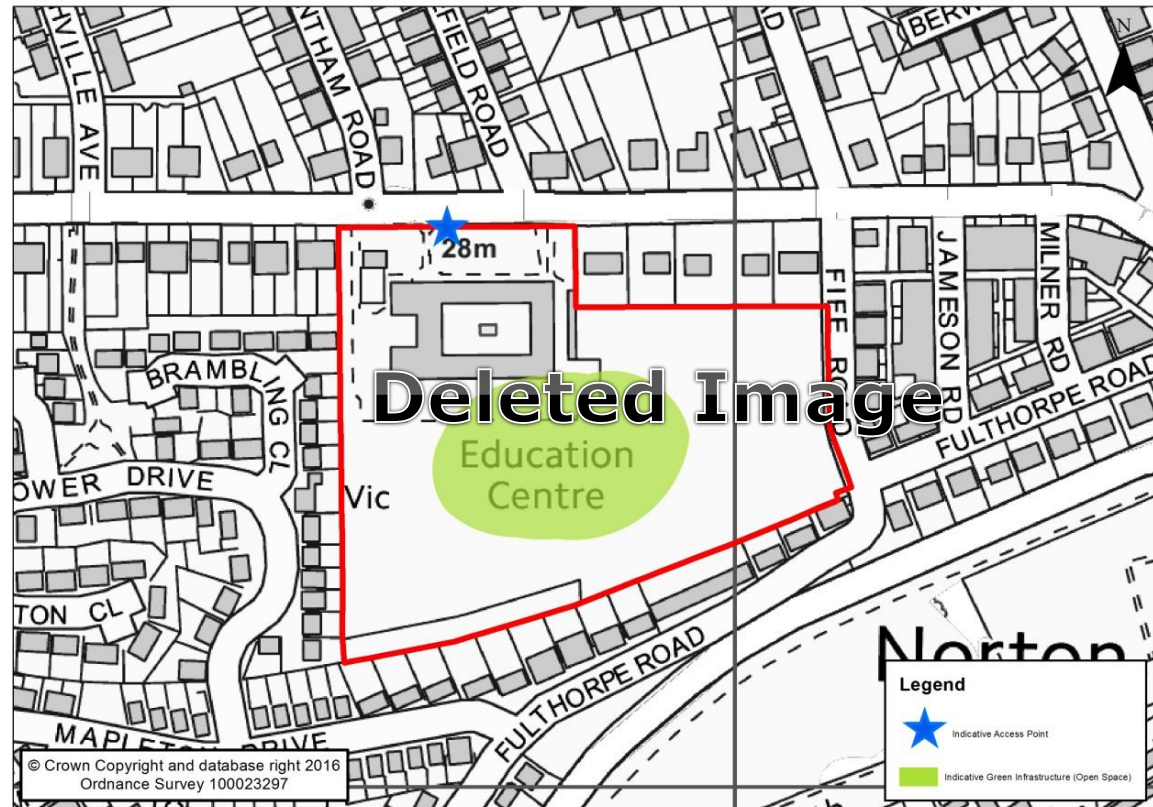 HVILLE AVE
NTHAM ROAD
FIELD ROAD
BERW
N
28m
BRAMBLING CL
Deleted Image
FIFE ROAD
JAMESON RD
MILNER RD
FULTHORPE ROAD
Education
Centre
OWER DRIVE
Vic
TON CL
FULTHORPE ROAD
Norton
MAPLETON DRIVE
Legend
Indicative Access Point
Indicative Green Infrastructure (Open Space)
© Crown Copyright and database right 2016
Ordnance Survey 100023297